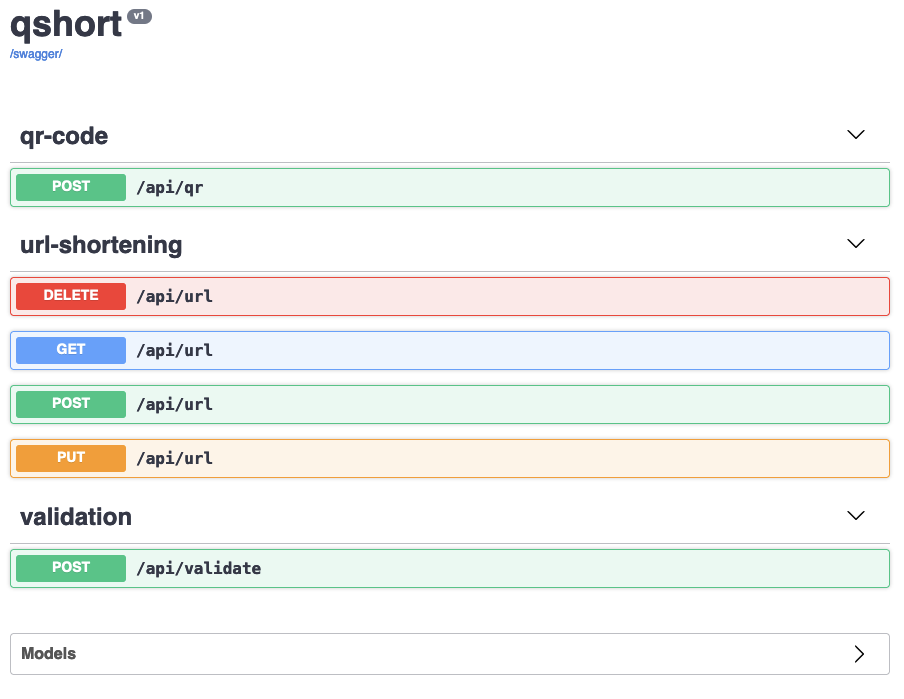 qshort v1
/swagger/
qr-code
POST /api/qr
url-shortening
DELETE /api/url
GET /api/url
POST /api/url
PUT /api/url
validation
POST /api/validate
Models